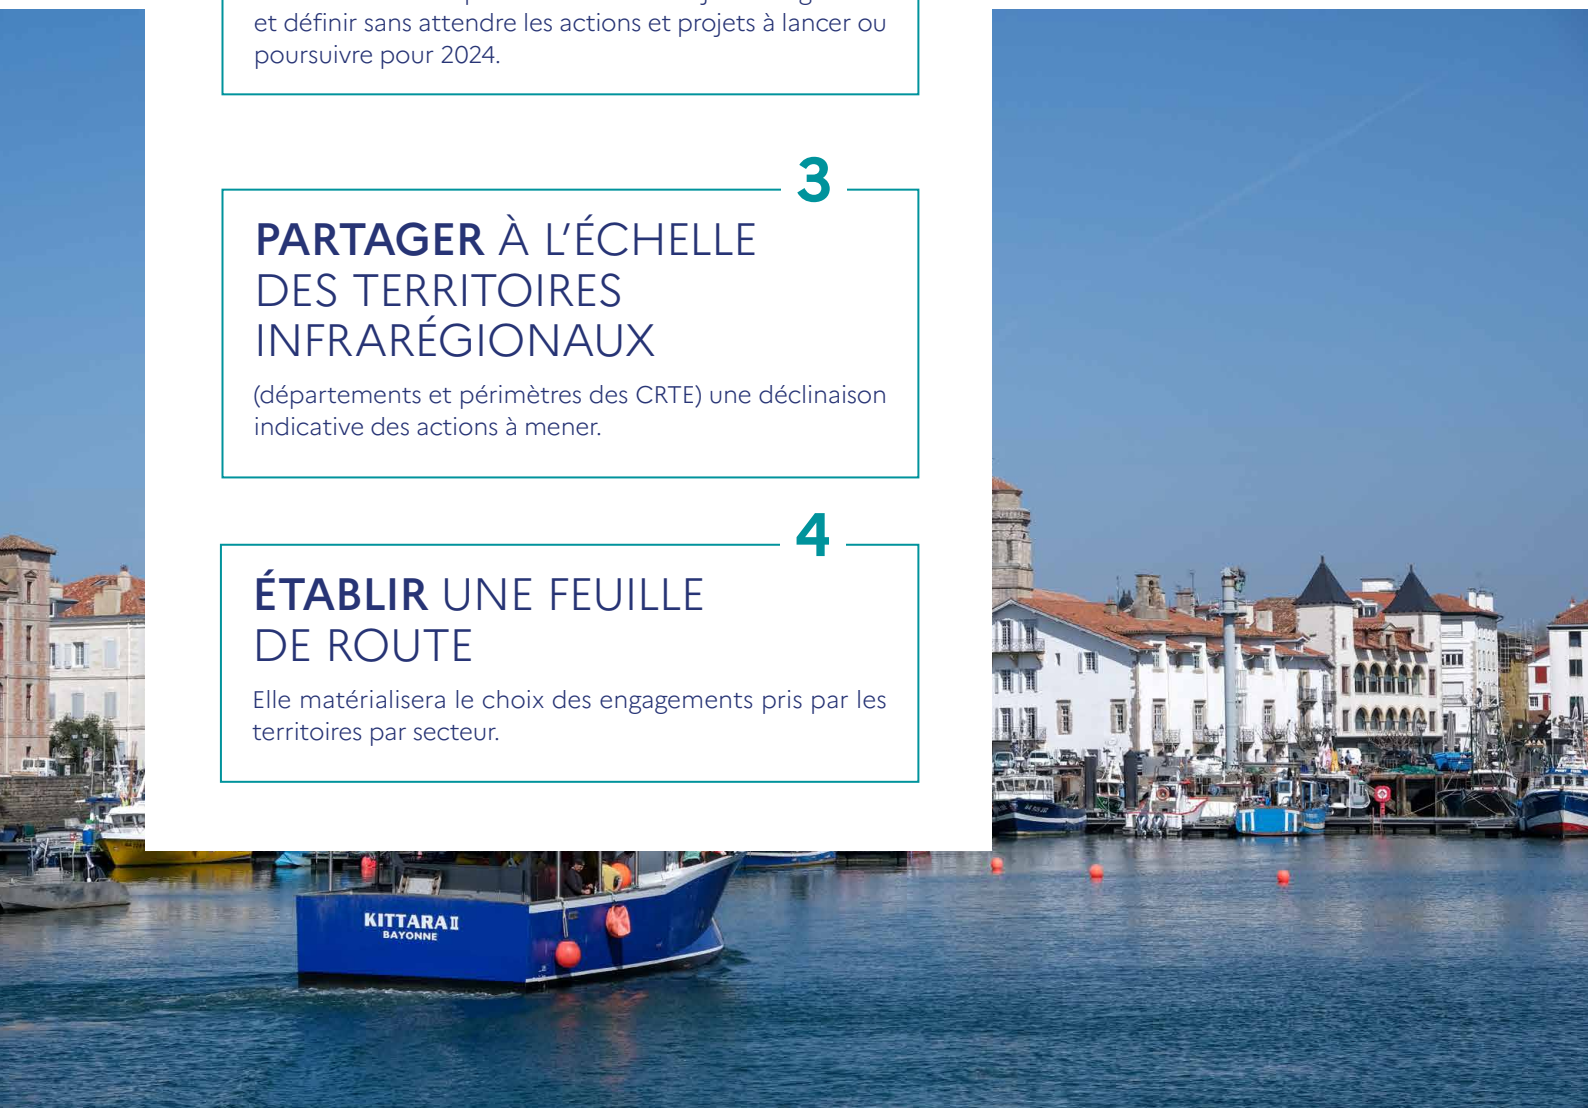 et définir sans attendre les actions et projets à lancer ou
poursuivre pour 2024.
3
PARTAGER À L'ÉCHELLE
DES TERRITOIRES
INFRARÉGIONAUX
(départements et périmètres des CRTE) une déclinaison
indicative des actions à mener.
4
ÉTABLIR UNE FEUILLE
DE ROUTE
Elle matérialisera le choix des engagements pris par les
territoires par secteur.
KITTARA II
BAYONNE